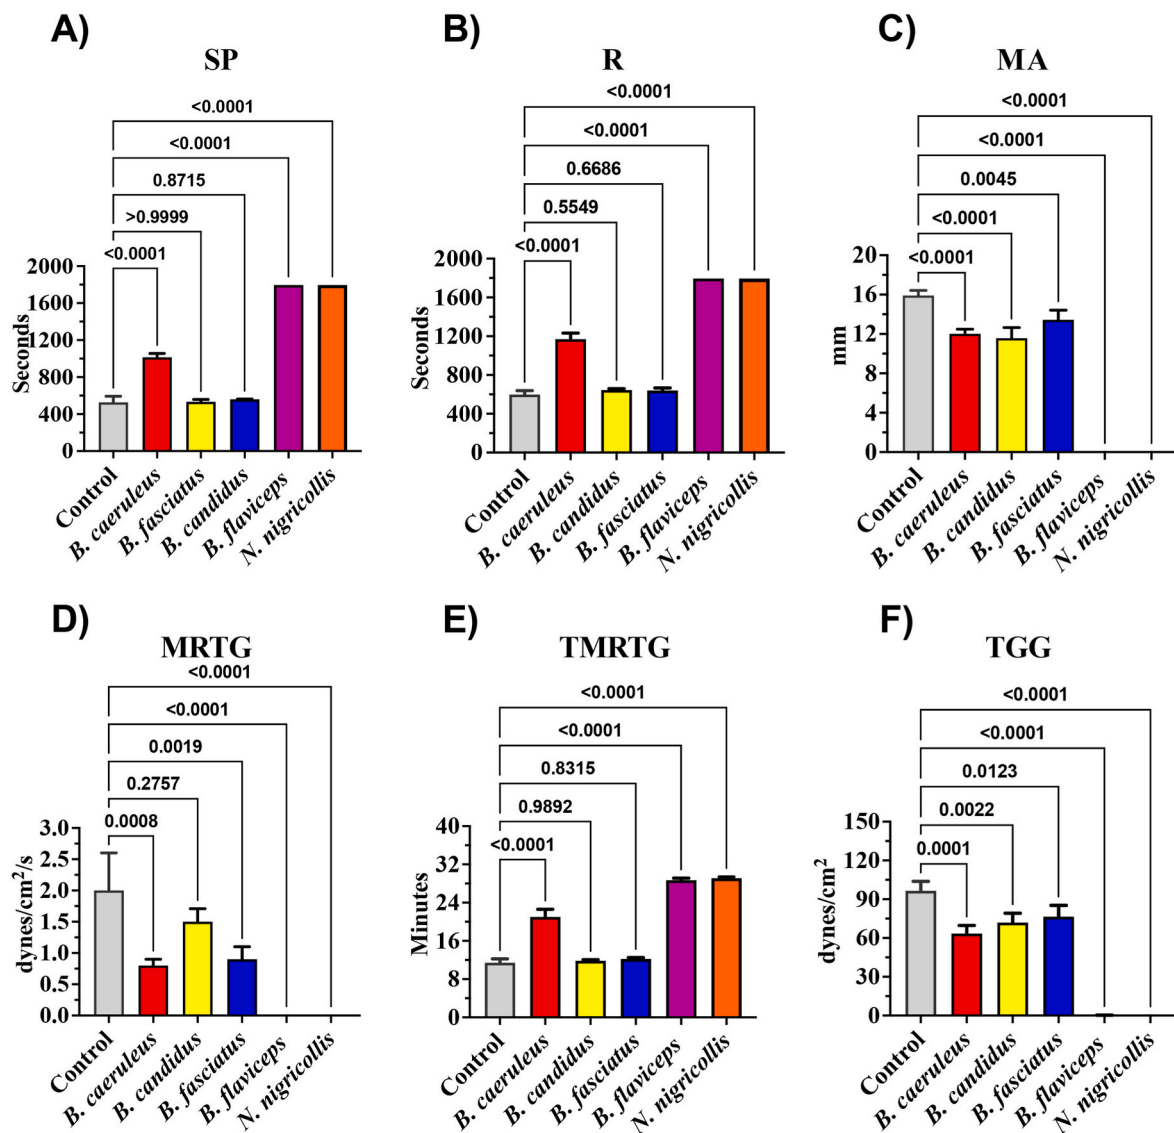 A)
SP
<0.0001
<0.0001
0.8715
>0.9999
<0.0001
Seconds
2000
1600
1200
800
400
0
Control
B. caeruleus
B. fasciatus
B. candidus
B. flaviceps
N. nigricollis
B)
R
<0.0001
<0.0001
0.6686
0.5549
<0.0001
Seconds
2000
1600
1200
800
400
0
Control
B. caeruleus
B. candidus
B. fasciatus
B. flaviceps
N. nigricollis
C)
MA
<0.0001
<0.0001
0.0045
<0.0001
<0.0001
mm
20
16
12
8
4
0
Control
B. caeruleus
B. candidus
B. fasciatus
B. flaviceps
N. nigricollis
D)
MRTG
<0.0001
<0.0001
0.0019
0.2757
0.0008
dynes/cm²/s
3.0
2.5
2.0
1.5
1.0
0.5
0.0
Control
B. caeruleus
B. candidus
B. fasciatus
B. flaviceps
N. nigricollis
E)
TMRTG
<0.0001
<0.0001
0.8315
0.9892
<0.0001
Minutes
40
32
24
16
8
0
Control
B. caeruleus
B. candidus
B. fasciatus
B. flaviceps
N. nigricollis
F)
TGG
<0.0001
<0.0001
0.0123
0.0022
0.0001
dynes/cm²
150
120
90
60
30
0
Control
B. caeruleus
B. candidus
B. fasciatus
B. flaviceps
N. nigricollis